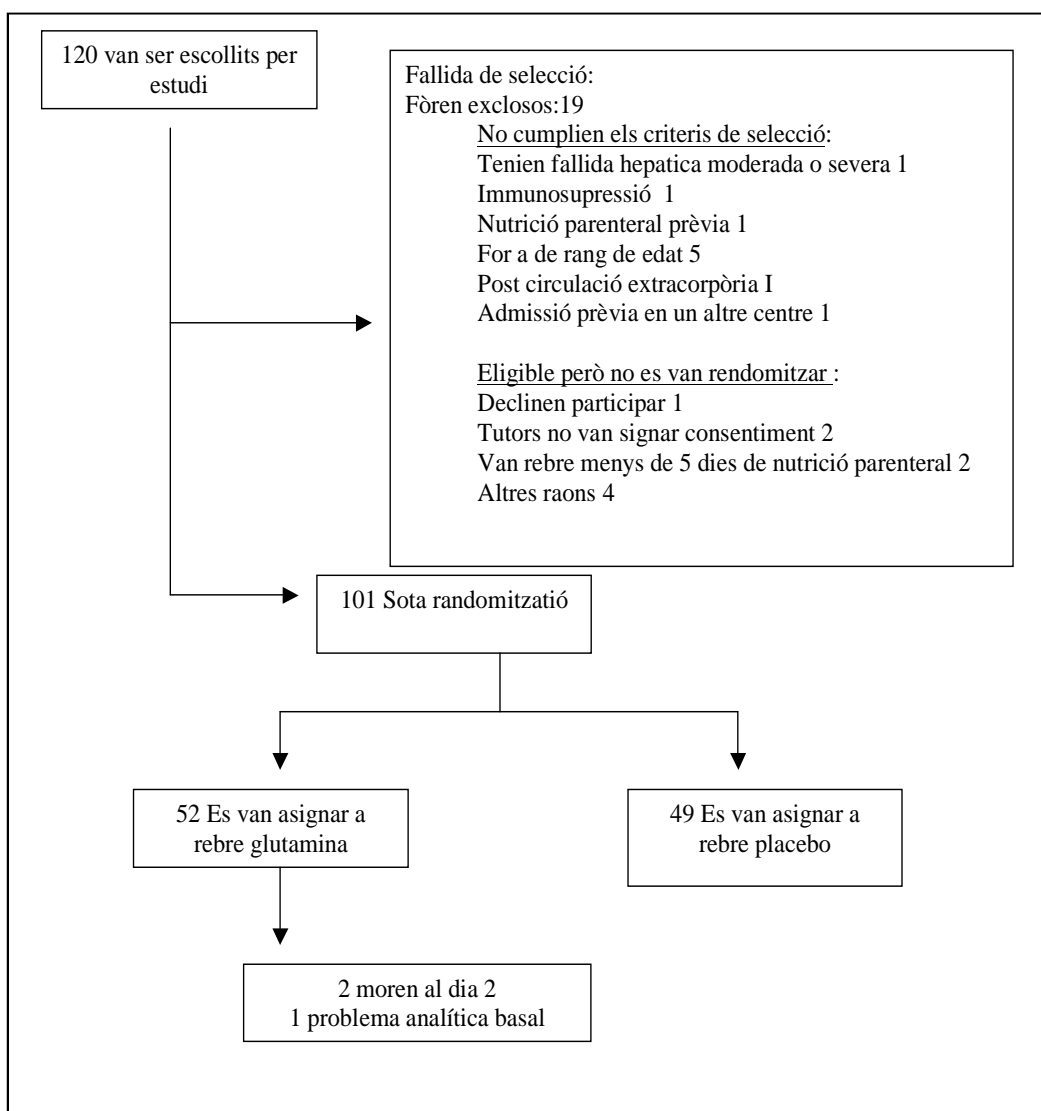 120 van ser escollits per
estudi
Fallida de selecció:
Fòren exclosos:19
No cumplien els criteris de selecció:
Tenien fallida hepatica moderada o severa 1
Immunosupressió 1
Nutrició parenteral prèvia 1
For a de rang de edat 5
Post circulació extracorpòria I
Admissió prèvia en un altre centre 1
Eligible però no es van rendomitzar :
Declinen participar 1
Tutors no van signar consentiment 2
Van rebre menys de 5 dies de nutrició parenteral 2
Altres raons 4
101 Sota randomitzatió
52 Es van asignar a
rebre glutamina
49 Es van asignar a
rebre placebo
2 moren al dia 2
1 problema analítica basal